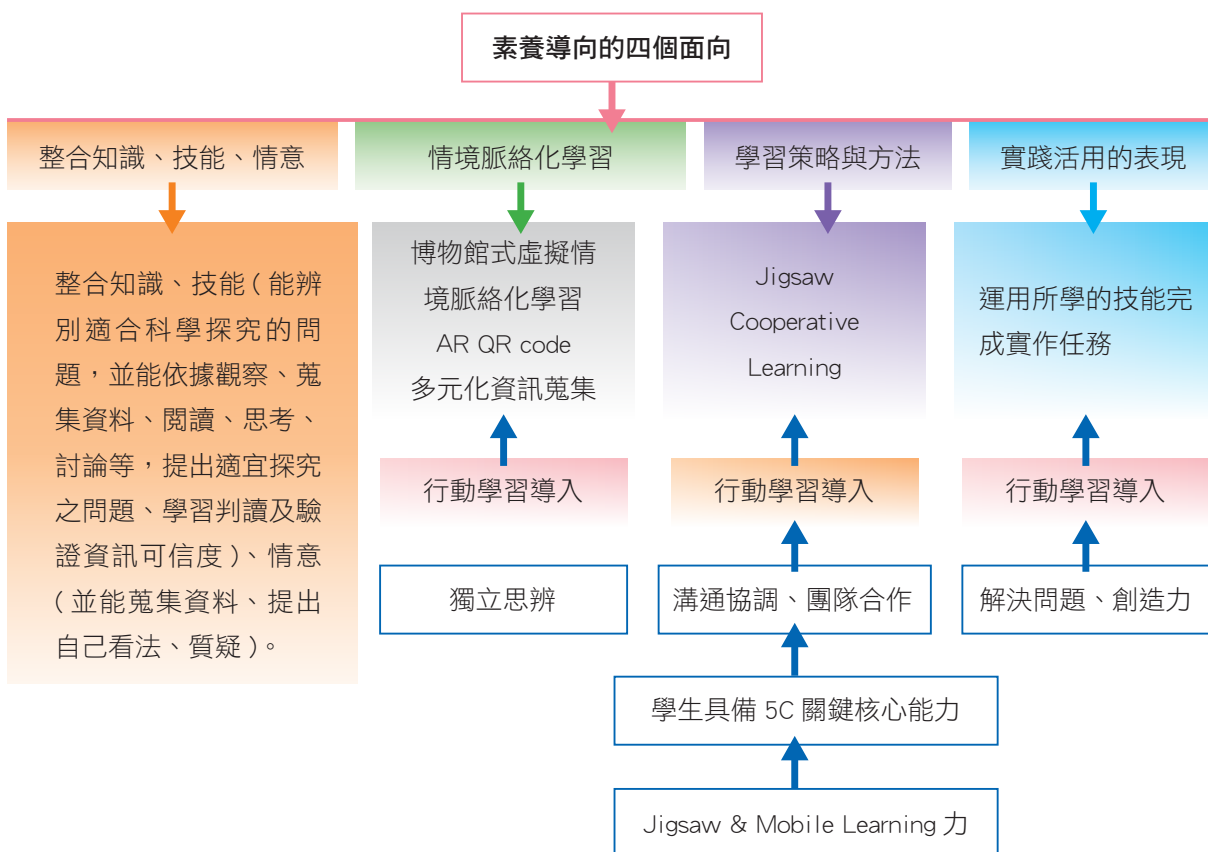 素養導向的四個面向
整合知識、技能、情意
情境脈絡化學習
學習策略與方法
實踐活用的表現
整合知識、技能(能辨
別適合科學探究的問
題,並能依據觀察、蒐
集資料、閱讀、思考、
討論等,提出適宜探究
之問題、學習判讀及驗
證資訊可信度)、情意
(並能蒐集資料、提出
自己看法、質疑)。
博物館式虛擬情
境脈絡化學習
AR QR code
多元化資訊蒐集
Jigsaw
Cooperative
Learning
運用所學的技能完
成實作任務
行動學習導入
行動學習導入
行動學習導入
獨立思辨
溝通協調、團隊合作
解決問題、創造力
學生具備 5C 關鍵核心能力
Jigsaw & Mobile Learning 力